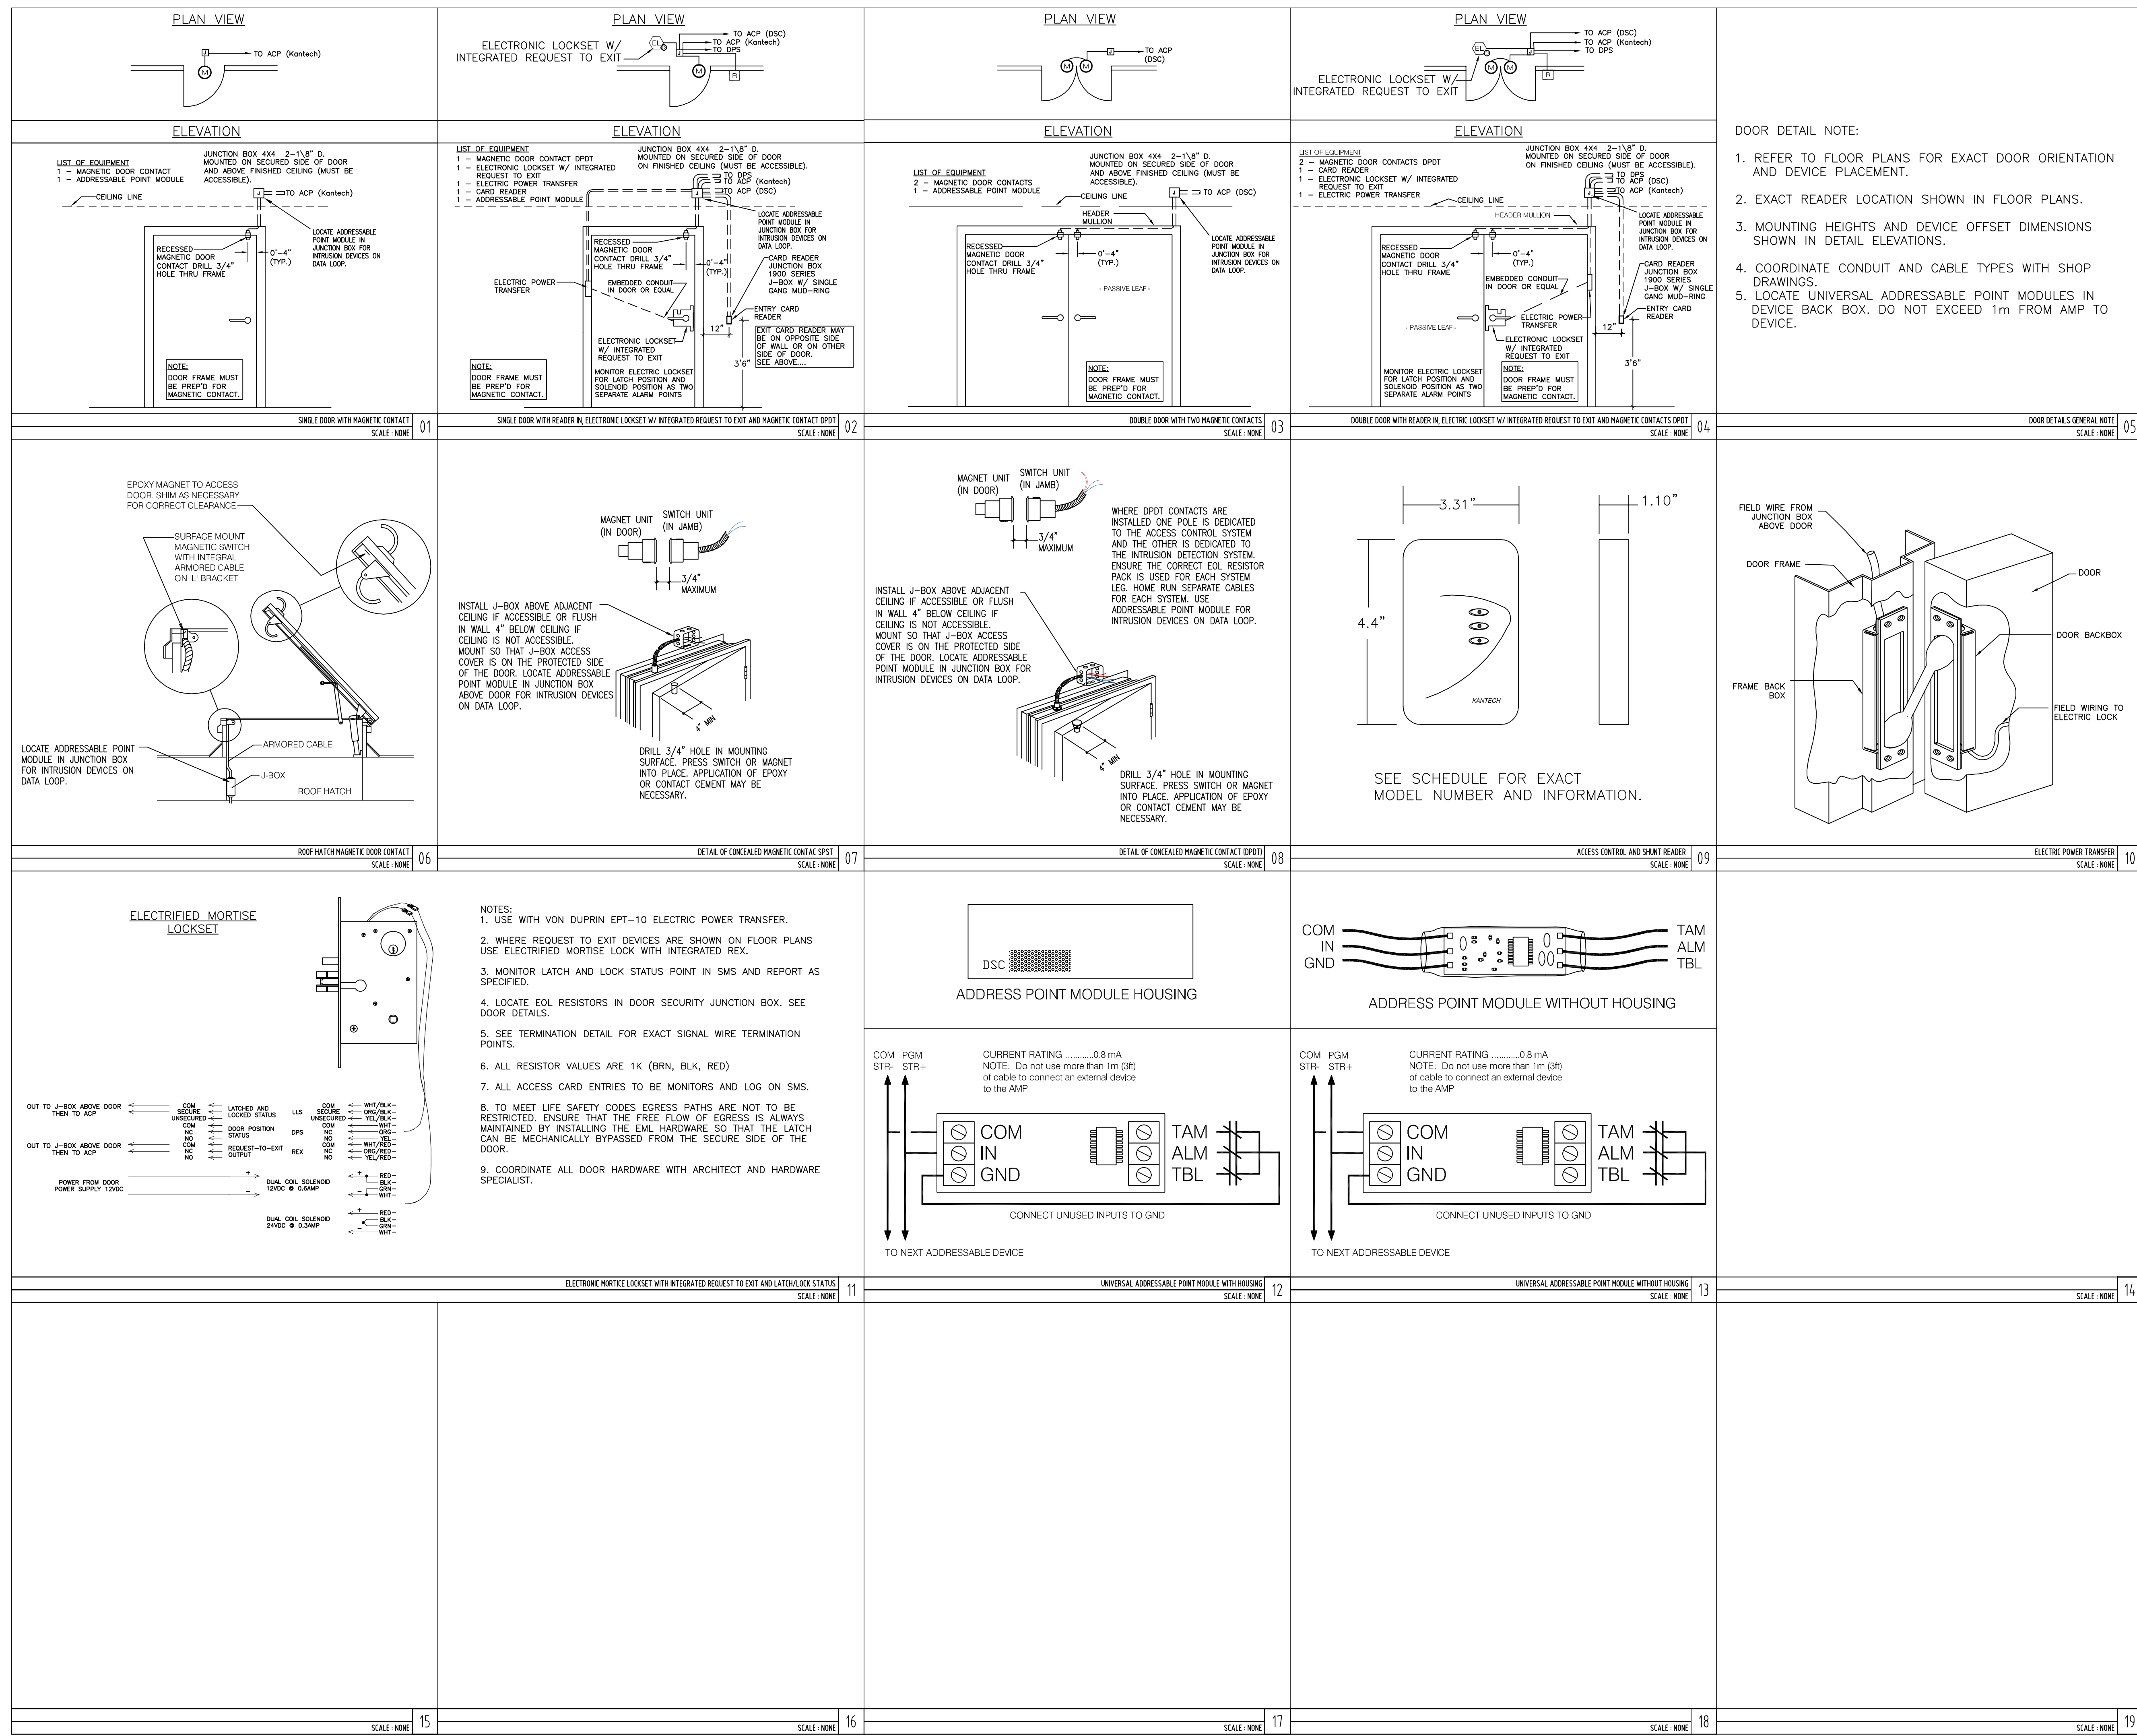 PLAN VIEW
J
TO ACP (Kantech)
M
ELEVATION
LIST OF EQUIPMENT
1 – MAGNETIC DOOR CONTACT
1 – ADDRESSABLE POINT MODULE
JUNCTION BOX 4X4 2–1\8" D.
MOUNTED ON SECURED SIDE OF DOOR
AND ABOVE FINISHED CEILING (MUST BE
ACCESSIBLE).
J
TO ACP (Kantech)
CEILING LINE
LOCATE ADDRESSABLE
POINT MODULE IN
JUNCTION BOX FOR
INTRUSION DEVICES ON
DATA LOOP.
RECESSED
MAGNETIC DOOR
CONTACT DRILL 3/4"
HOLE THRU FRAME
0'–4"
(TYP.)
NOTE:
DOOR FRAME MUST
BE PREP'D FOR
MAGNETIC CONTACT.
SINGLE DOOR WITH MAGNETIC CONTACT
SCALE : NONE
01
PLAN VIEW
ELECTRONIC LOCKSET W/
INTEGRATED REQUEST TO EXIT
EL
J
TO ACP (DSC)
TO ACP (Kantech)
TO DPS
M
R
ELEVATION
LIST OF EQUIPMENT
1 – MAGNETIC DOOR CONTACT DPDT
1 – ELECTRONIC LOCKSET W/ INTEGRATED
REQUEST TO EXIT
1 – ELECTRIC POWER TRANSFER
1 – CARD READER
1 – ADDRESSABLE POINT MODULE
JUNCTION BOX 4X4 2–1\8" D.
MOUNTED ON SECURED SIDE OF DOOR
ON FINISHED CEILING (MUST BE ACCESSIBLE).
TO DPS
TO ACP (Kantech)
TO ACP (DSC)
J
LOCATE ADDRESSABLE
POINT MODULE IN
JUNCTION BOX FOR
INTRUSION DEVICES ON
DATA LOOP.
RECESSED
MAGNETIC DOOR
CONTACT DRILL 3/4"
HOLE THRU FRAME
0'–4"
(TYP.)
CARD READER
JUNCTION BOX
1900 SERIES
J–BOX W/ SINGLE
GANG MUD–RING
ELECTRIC POWER
TRANSFER
EMBEDDED CONDUIT
IN DOOR OR EQUAL
ENTRY CARD
READER
12"
EXIT CARD READER MAY
BE ON OPPOSITE SIDE
OF WALL OR ON OTHER
SIDE OF DOOR.
SEE ABOVE....
ELECTRONIC LOCKSET
W/ INTEGRATED
REQUEST TO EXIT
3'6"
NOTE:
DOOR FRAME MUST
BE PREP'D FOR
MAGNETIC CONTACT.
MONITOR ELECTRIC LOCKSET
FOR LATCH POSITION AND
SOLENOID POSITION AS TWO
SEPARATE ALARM POINTS
SINGLE DOOR WITH READER IN, ELECTRONIC LOCKSET W/ INTEGRATED REQUEST TO EXIT AND MAGNETIC CONTACT DPDT
SCALE : NONE
02
PLAN VIEW
J
TO ACP
(DSC)
M M
ELEVATION
LIST OF EQUIPMENT
2 – MAGNETIC DOOR CONTACTS
1 – ADDRESSABLE POINT MODULE
JUNCTION BOX 4X4 2–1\8" D.
MOUNTED ON SECURED SIDE OF DOOR
AND ABOVE FINISHED CEILING (MUST BE
ACCESSIBLE).
J
TO ACP (DSC)
CEILING LINE
HEADER
MULLION
LOCATE ADDRESSABLE
POINT MODULE IN
JUNCTION BOX FOR
INTRUSION DEVICES ON
DATA LOOP.
RECESSED
MAGNETIC DOOR
CONTACT DRILL 3/4"
HOLE THRU FRAME
0'–4"
(TYP.)
• PASSIVE LEAF •
NOTE:
DOOR FRAME MUST
BE PREP'D FOR
MAGNETIC CONTACT.
DOUBLE DOOR WITH TWO MAGNETIC CONTACTS
SCALE : NONE
03
PLAN VIEW
EL
J
TO ACP (DSC)
TO ACP (Kantech)
TO DPS
M M
R
ELECTRONIC LOCKSET W/
INTEGRATED REQUEST TO EXIT
ELEVATION
LIST OF EQUIPMENT
2 – MAGNETIC DOOR CONTACTS DPDT
1 – CARD READER
1 – ELECTRONIC LOCKSET W/ INTEGRATED
REQUEST TO EXIT
1 – ELECTRIC POWER TRANSFER
JUNCTION BOX 4X4 2–1\8" D.
MOUNTED ON SECURED SIDE OF DOOR
ON FINISHED CEILING (MUST BE ACCESSIBLE).
TO DPS
TO ACP (DSC)
TO ACP (Kantech)
J
CEILING LINE
HEADER MULLION
LOCATE ADDRESSABLE
POINT MODULE IN
JUNCTION BOX FOR
INTRUSION DEVICES ON
DATA LOOP.
RECESSED
MAGNETIC DOOR
CONTACT DRILL 3/4"
HOLE THRU FRAME
0'–4"
(TYP.)
CARD READER
JUNCTION BOX
1900 SERIES
J–BOX W/ SINGLE
GANG MUD–RING
EMBEDDED CONDUIT
IN DOOR OR EQUAL
ENTRY CARD
READER
ELECTRIC POWER
TRANSFER
12"
• PASSIVE LEAF •
ELECTRONIC LOCKSET
W/ INTEGRATED
REQUEST TO EXIT
3'6"
MONITOR ELECTRIC LOCKSET
FOR LATCH POSITION AND
SOLENOID POSITION AS TWO
SEPARATE ALARM POINTS
NOTE:
DOOR FRAME MUST
BE PREP'D FOR
MAGNETIC CONTACT.
DOUBLE DOOR WITH READER IN, ELECTRIC LOCKSET W/ INTEGRATED REQUEST TO EXIT AND MAGNETIC CONTACTS DPDT
SCALE : NONE
04
DOOR DETAIL NOTE:
1. REFER TO FLOOR PLANS FOR EXACT DOOR ORIENTATION
AND DEVICE PLACEMENT.
2. EXACT READER LOCATION SHOWN IN FLOOR PLANS.
3. MOUNTING HEIGHTS AND DEVICE OFFSET DIMENSIONS
SHOWN IN DETAIL ELEVATIONS.
4. COORDINATE CONDUIT AND CABLE TYPES WITH SHOP
DRAWINGS.
5. LOCATE UNIVERSAL ADDRESSABLE POINT MODULES IN
DEVICE BACK BOX. DO NOT EXCEED 1m FROM AMP TO
DEVICE.
DOOR DETAILS GENERAL NOTE
SCALE : NONE
05
EPOXY MAGNET TO ACCESS
DOOR. SHIM AS NECESSARY
FOR CORRECT CLEARANCE
SURFACE MOUNT
MAGNETIC SWITCH
WITH INTEGRAL
ARMORED CABLE
ON "L" BRACKET
LOCATE ADDRESSABLE POINT
MODULE IN JUNCTION BOX
FOR INTRUSION DEVICES ON
DATA LOOP.
ARMORED CABLE
J-BOX
ROOF HATCH
ROOF HATCH MAGNETIC DOOR CONTACT
SCALE : NONE
06
MAGNET UNIT
(IN DOOR)
SWITCH UNIT
(IN JAMB)
3/4"
MAXIMUM
INSTALL J–BOX ABOVE ADJACENT
CEILING IF ACCESSIBLE OR FLUSH
IN WALL 4" BELOW CEILING IF
CEILING IS NOT ACCESSIBLE.
MOUNT SO THAT J–BOX ACCESS
COVER IS ON THE PROTECTED SIDE
OF THE DOOR. LOCATE ADDRESSABLE
POINT MODULE IN JUNCTION BOX
ABOVE DOOR FOR INTRUSION DEVICES
ON DATA LOOP.
4" MIN
DRILL 3/4" HOLE IN MOUNTING
SURFACE. PRESS SWITCH OR MAGNET
INTO PLACE. APPLICATION OF EPOXY
OR CONTACT CEMENT MAY BE
NECESSARY.
DETAIL OF CONCEALED MAGNETIC CONTAC SPST
SCALE : NONE
07
MAGNET UNIT
(IN DOOR)
SWITCH UNIT
(IN JAMB)
3/4"
MAXIMUM
WHERE DPDT CONTACTS ARE
INSTALLED ONE POLE IS DEDICATED
TO THE ACCESS CONTROL SYSTEM
AND THE OTHER IS DEDICATED TO
THE INTRUSION DETECTION SYSTEM.
ENSURE THE CORRECT EOL RESISTOR
PACK IS USED FOR EACH SYSTEM
LEG. HOME RUN SEPARATE CABLES
FOR EACH SYSTEM. USE
ADDRESSABLE POINT MODULE FOR
INTRUSION DEVICES ON DATA LOOP.
INSTALL J–BOX ABOVE ADJACENT
CEILING IF ACCESSIBLE OR FLUSH
IN WALL 4" BELOW CEILING IF
CEILING IS NOT ACCESSIBLE.
MOUNT SO THAT J–BOX ACCESS
COVER IS ON THE PROTECTED SIDE
OF THE DOOR. LOCATE ADDRESSABLE
POINT MODULE IN JUNCTION BOX FOR
INTRUSION DEVICES ON DATA LOOP.
4" MIN
DRILL 3/4" HOLE IN MOUNTING
SURFACE. PRESS SWITCH OR MAGNET
INTO PLACE. APPLICATION OF EPOXY
OR CONTACT CEMENT MAY BE
NECESSARY.
DETAIL OF CONCEALED MAGNETIC CONTACT (DPDT)
SCALE : NONE
08
3.31"
1.10"
4.4"
KANTECH
SEE SCHEDULE FOR EXACT
MODEL NUMBER AND INFORMATION.
ACCESS CONTROL AND SHUNT READER
SCALE : NONE
09
FIELD WIRE FROM
JUNCTION BOX
ABOVE DOOR
DOOR FRAME
DOOR
DOOR BACKBOX
FRAME BACK
BOX
FIELD WIRING TO
ELECTRIC LOCK
ELECTRIC POWER TRANSFER
SCALE : NONE
10
ELECTRIFIED MORTISE
LOCKSET
OUT TO J–BOX ABOVE DOOR
THEN TO ACP
COM
SECURE
UNSECURED
LATCHED AND
LOCKED STATUS
LLS
COM
SECURE
UNSECURED
WHT/BLK
ORG/BLK
YEL/BLK
COM
NC
NO
DOOR POSITION
STATUS
DPS
COM
NC
NO
WHT
ORG
YEL
OUT TO J–BOX ABOVE DOOR
THEN TO ACP
COM
NC
NO
REQUEST–TO–EXIT
OUTPUT
REX
COM
NC
NO
WHT/RED
ORG/RED
YEL/RED
POWER FROM DOOR
POWER SUPPLY 12VDC
+
–
DUAL COIL SOLENOID
12VDC @ 0.6AMP
+
–
RED
BLK
GRN
WHT
DUAL COIL SOLENOID
24VDC @ 0.3AMP
+
–
RED
BLK
GRN
WHT
NOTES:
1. USE WITH VON DUPRIN EPT–10 ELECTRIC POWER TRANSFER.
2. WHERE REQUEST TO EXIT DEVICES ARE SHOWN ON FLOOR PLANS
USE ELECTRIFIED MORTISE LOCK WITH INTEGRATED REX.
3. MONITOR LATCH AND LOCK STATUS POINT IN SMS AND REPORT AS
SPECIFIED.
4. LOCATE EOL RESISTORS IN DOOR SECURITY JUNCTION BOX. SEE
DOOR DETAILS.
5. SEE TERMINATION DETAIL FOR EXACT SIGNAL WIRE TERMINATION
POINTS.
6. ALL RESISTOR VALUES ARE 1K (BRN, BLK, RED)
7. ALL ACCESS CARD ENTRIES TO BE MONITORS AND LOG ON SMS.
8. TO MEET LIFE SAFETY CODES EGRESS PATHS ARE NOT TO BE
RESTRICTED. ENSURE THAT THE FREE FLOW OF EGRESS IS ALWAYS
MAINTAINED BY INSTALLING THE EML HARDWARE SO THAT THE LATCH
CAN BE MECHANICALLY BYPASSED FROM THE SECURE SIDE OF THE
DOOR.
9. COORDINATE ALL DOOR HARDWARE WITH ARCHITECT AND HARDWARE
SPECIALIST.
ELECTRONIC MORTICE LOCKSET WITH INTEGRATED REQUEST TO EXIT AND LATCH/LOCK STATUS
SCALE : NONE
11
DSC
ADDRESS POINT MODULE HOUSING
COM PGM
STR- STR+
CURRENT RATING ............0.8 mA
NOTE: Do not use more than 1m (3ft)
of cable to connect an external device
to the AMP
COM
IN
GND
TAM
ALM
TBL
CONNECT UNUSED INPUTS TO GND
TO NEXT ADDRESSABLE DEVICE
UNIVERSAL ADDRESSABLE POINT MODULE WITH HOUSING
SCALE : NONE
12
COM
IN
GND
TAM
ALM
TBL
ADDRESS POINT MODULE WITHOUT HOUSING
COM PGM
STR- STR+
CURRENT RATING ............0.8 mA
NOTE: Do not use more than 1m (3ft)
of cable to connect an external device
to the AMP
COM
IN
GND
TAM
ALM
TBL
CONNECT UNUSED INPUTS TO GND
TO NEXT ADDRESSABLE DEVICE
UNIVERSAL ADDRESSABLE POINT MODULE WITHOUT HOUSING
SCALE : NONE
13
SCALE : NONE
14
SCALE : NONE
15
SCALE : NONE
16
SCALE : NONE
17
SCALE : NONE
18
SCALE : NONE
19